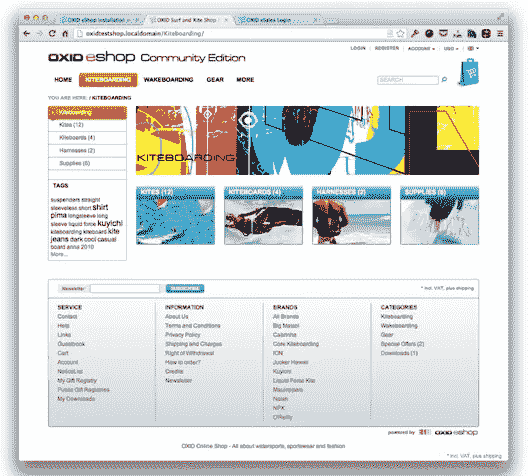 OXID eShop Installation
OXID Surf and Kite Shop
OXID eSales Login
oxidtestshop.localdomain/Kiteboarding/
LOGIN REGISTER ACCOUNT USD
OXID eshop Community Edition
HOME KITEBOARDING WAKEBOARDING GEAR MORE
SEARCH
YOU ARE HERE: / KITEBOARDING
Kiteboarding
Kites (12)
Kiteboards (4)
Harnesses (2)
Supplies (6)
KITEBOARDING
TAGS
suspenders straight
sleeveless short shirt
pima longsleeve long
sleeve liquid force kuyichi
kiteboarding kiteboard kite
jeans dark cool casual
board anna 2010
More...
KITES (12)
KITEBOARDS (4)
HARNESSES (2)
SUPPLIES (6)
Newsletter
SUBSCRIBE
* incl. VAT, plus shipping
SERVICE
Contact
Help
Links
Guestbook
Cart
Account
My Gift Registry
Public Gift Registries
My Downloads
INFORMATION
About Us
Terms and Conditions
Privacy Policy
Shipping and Charges
Right of Withdrawal
How to order?
Credits
Newsletter
BRANDS
All Brands
Big Matsol
Cabrinha
Core Kiteboarding
ION
Jucker Hawaii
Kuyichi
Liquid Force Kite
Mauirippers
Naish
NPX
O'Reilly
CATEGORIES
Kiteboarding
Wakeboarding
Gear
Special Offers (2)
Downloads (1)
powered by OXID eshop
OXID Online Shop - All about watersports, sportswear and fashion
* incl. VAT, plus shipping